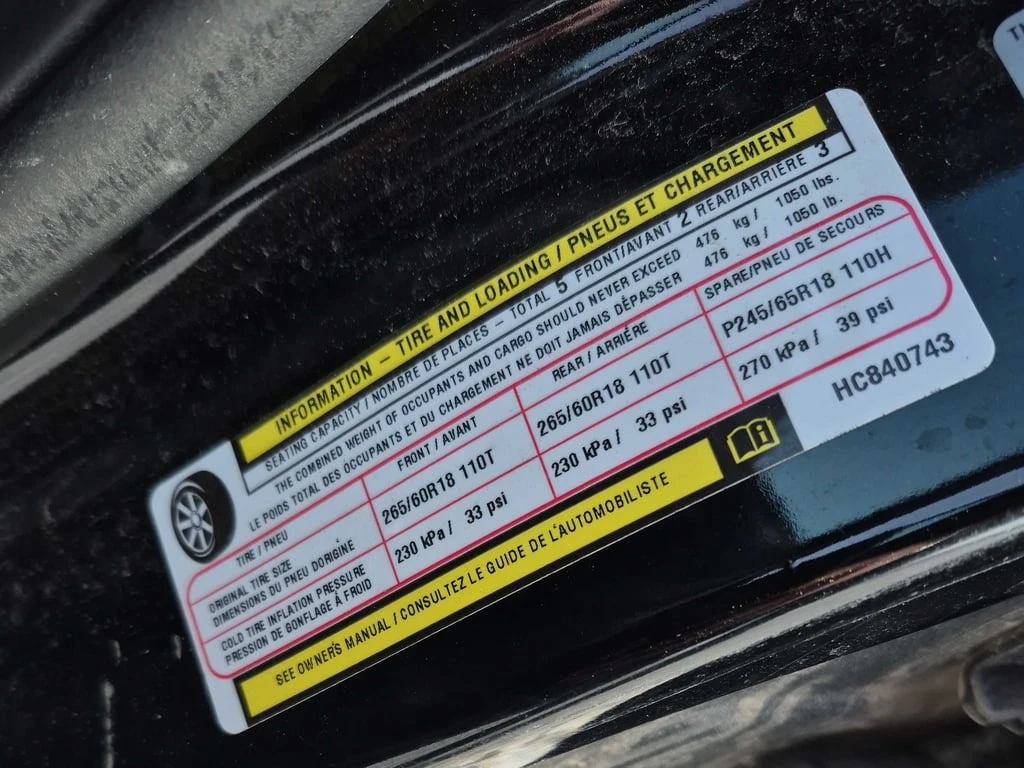 INFORMATION – TIRE AND LOADING / PNEUS ET CHARGEMENT
SEATING CAPACITY / NOMBRE DE PLACES – TOTAL 5 FRONT/AVANT 2 REAR/ARRIÈRE 3
THE COMBINED WEIGHT OF OCCUPANTS AND CARGO SHOULD NEVER EXCEED 476 kg / 1050 lbs.
LE POIDS TOTAL DES OCCUPANTS ET DU CHARGEMENT NE DOIT JAMAIS DÉPASSER 476 kg / 1050 lb.
TIRE / PNEU FRONT / AVANT REAR / ARRIÈRE SPARE/PNEU DE SECOURS
ORIGINAL TIRE SIZE
DIMENSIONS DU PNEU DORIGINE
265/60R18 110T 265/60R18 110T P245/65R18 110H
COLD TIRE INFLATION PRESSURE
PRESSION DE GONFLAGE À FROID
230 kPa / 33 psi 230 kPa / 33 psi 270 kPa / 39 psi
SEE OWNER'S MANUAL / CONSULTEZ LE GUIDE DE L'AUTOMOBILISTE
HC840743